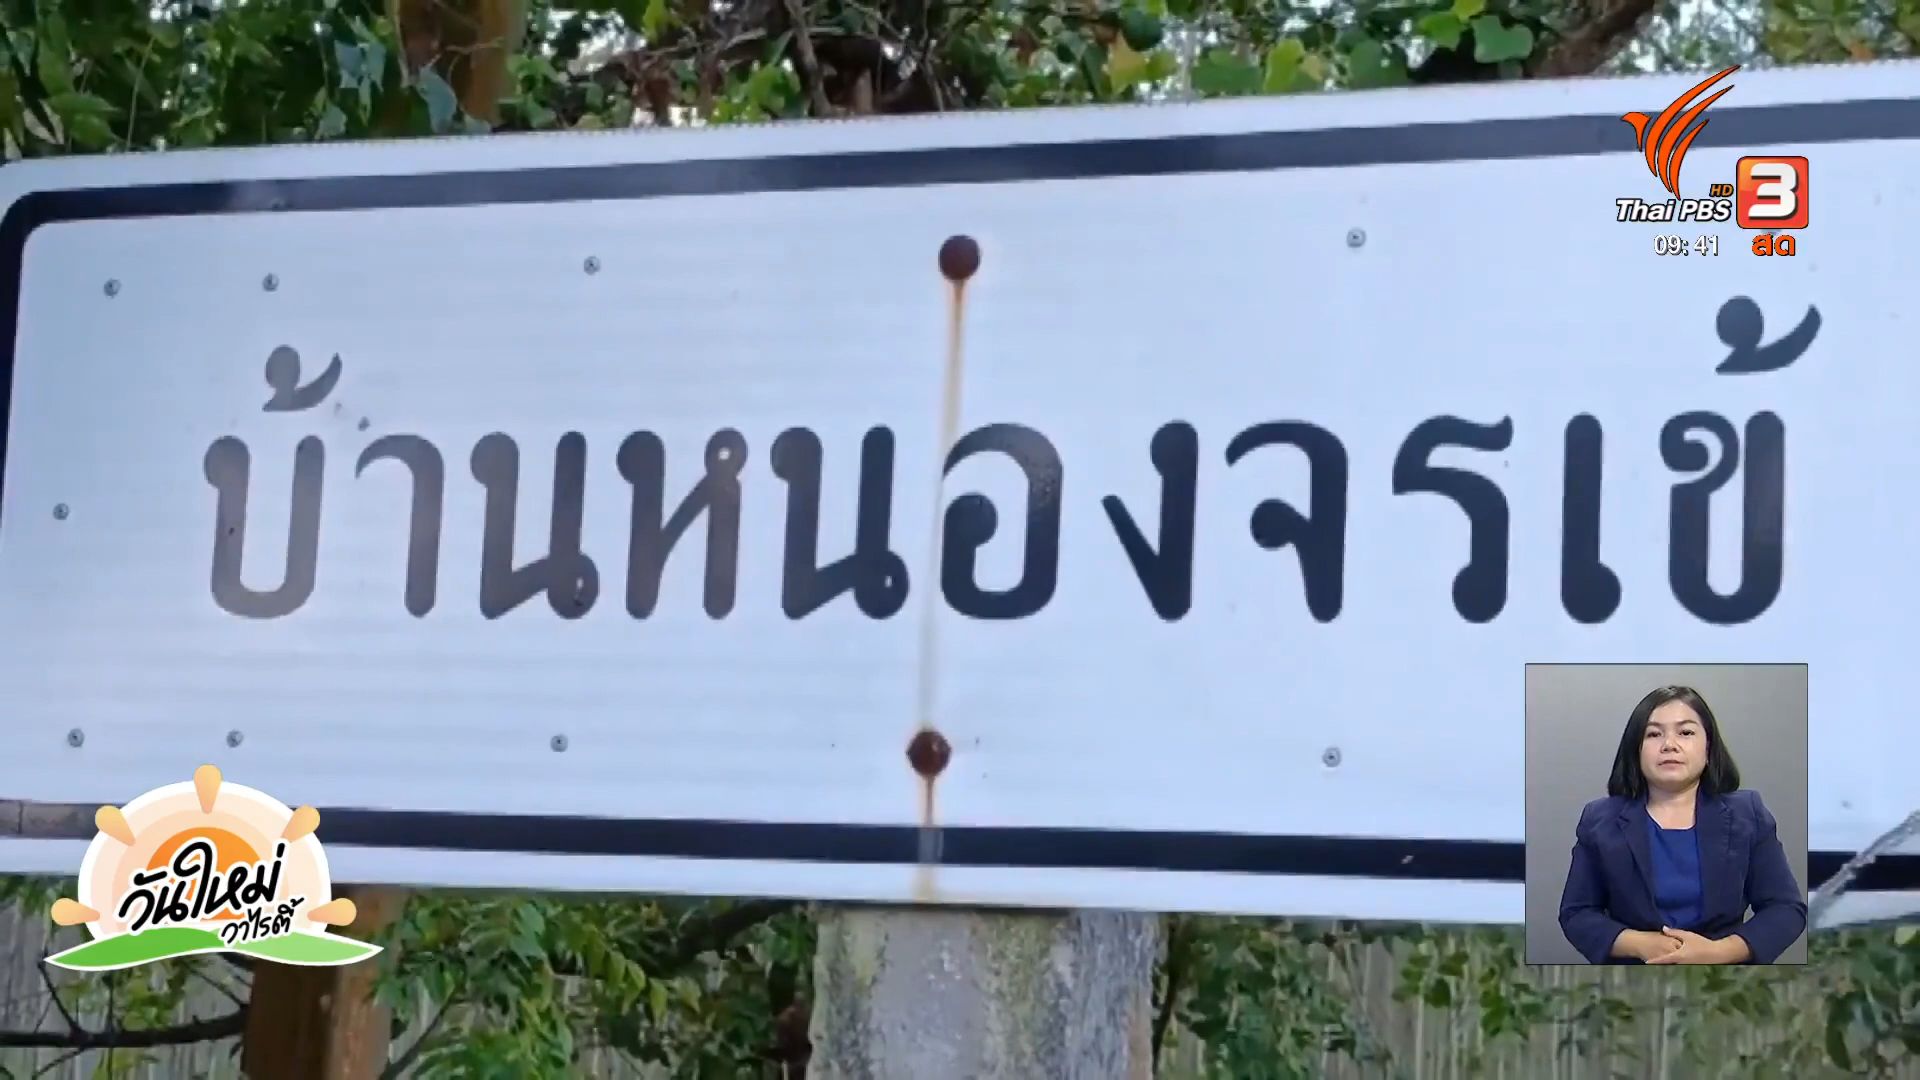 HD
Thai PBS 3
09:41 สด
บ้านหนองจรเข้
วันใหม่
วาไรตี้